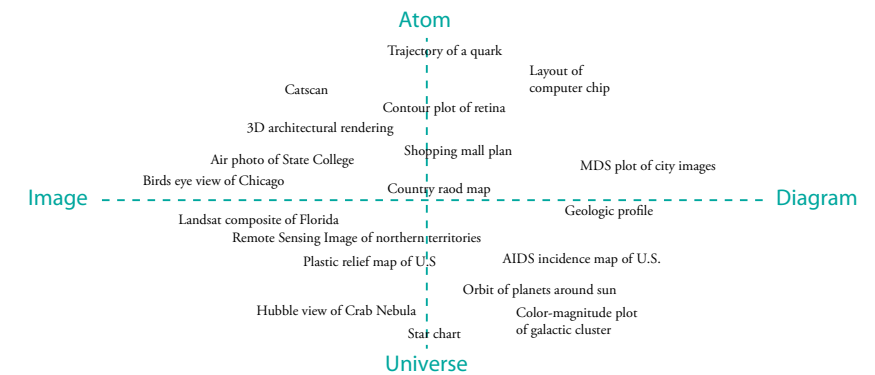 Atom
Trajectory of a quark
Layout of
computer chip
Catscan
Contour plot of retina
3D architectural rendering
Shopping mall plan
Air photo of State College
MDS plot of city images
Birds eye view of Chicago
Country raod map
Image
Diagram
Geologic profile
Landsat composite of Florida
Remote Sensing Image of northern territories
Plastic relief map of U.S
AIDS incidence map of U.S.
Orbit of planets around sun
Hubble view of Crab Nebula
Color-magnitude plot
of galactic cluster
Star chart
Universe